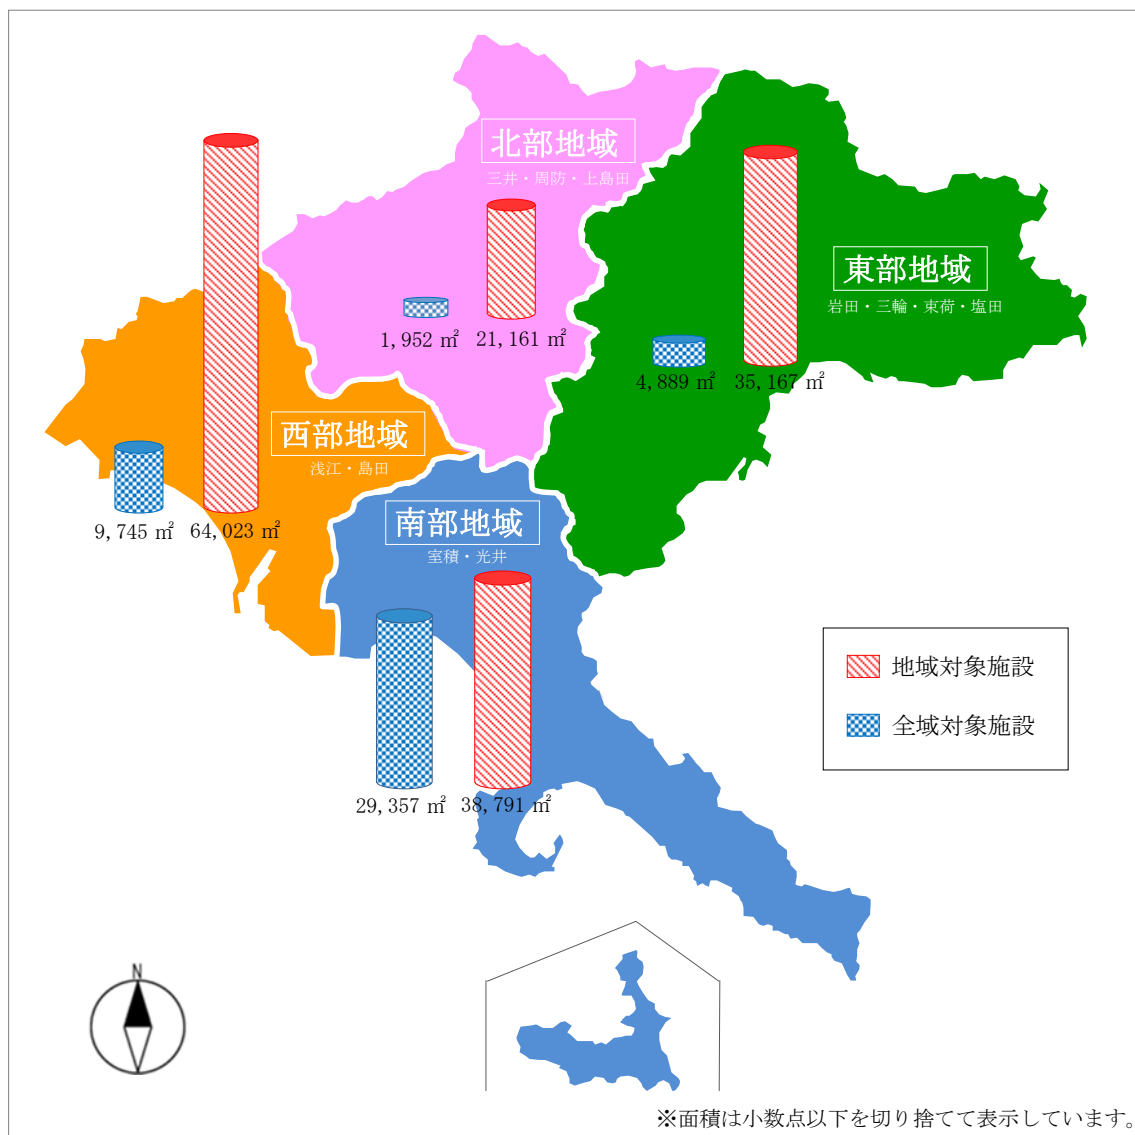 北部地域
三井・周防・上島田
1,952 ㎡
21,161 ㎡
東部地域
岩田・三輪・束荷・塩田
4,889 ㎡
35,167 ㎡
西部地域
浅江・島田
9,745 ㎡
64,023 ㎡
南部地域
室積・光井
29,357 ㎡
38,791 ㎡
地域対象施設
全域対象施設
N
※面積は小数点以下を切り捨てて表示しています。